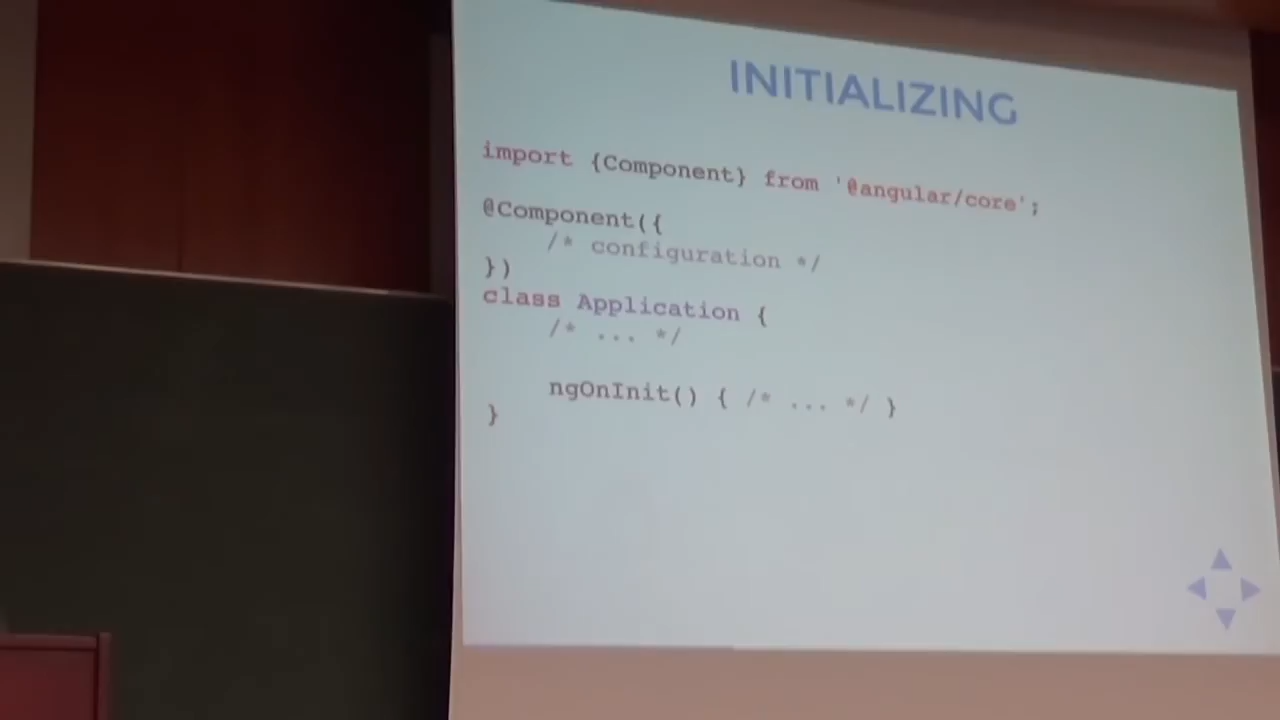 INITIALIZING
import {Component} from '@angular/core';
@Component({
    /* configuration */
})
class Application {
    /* ... */
    ngOnInit() { /* ... */ }
}